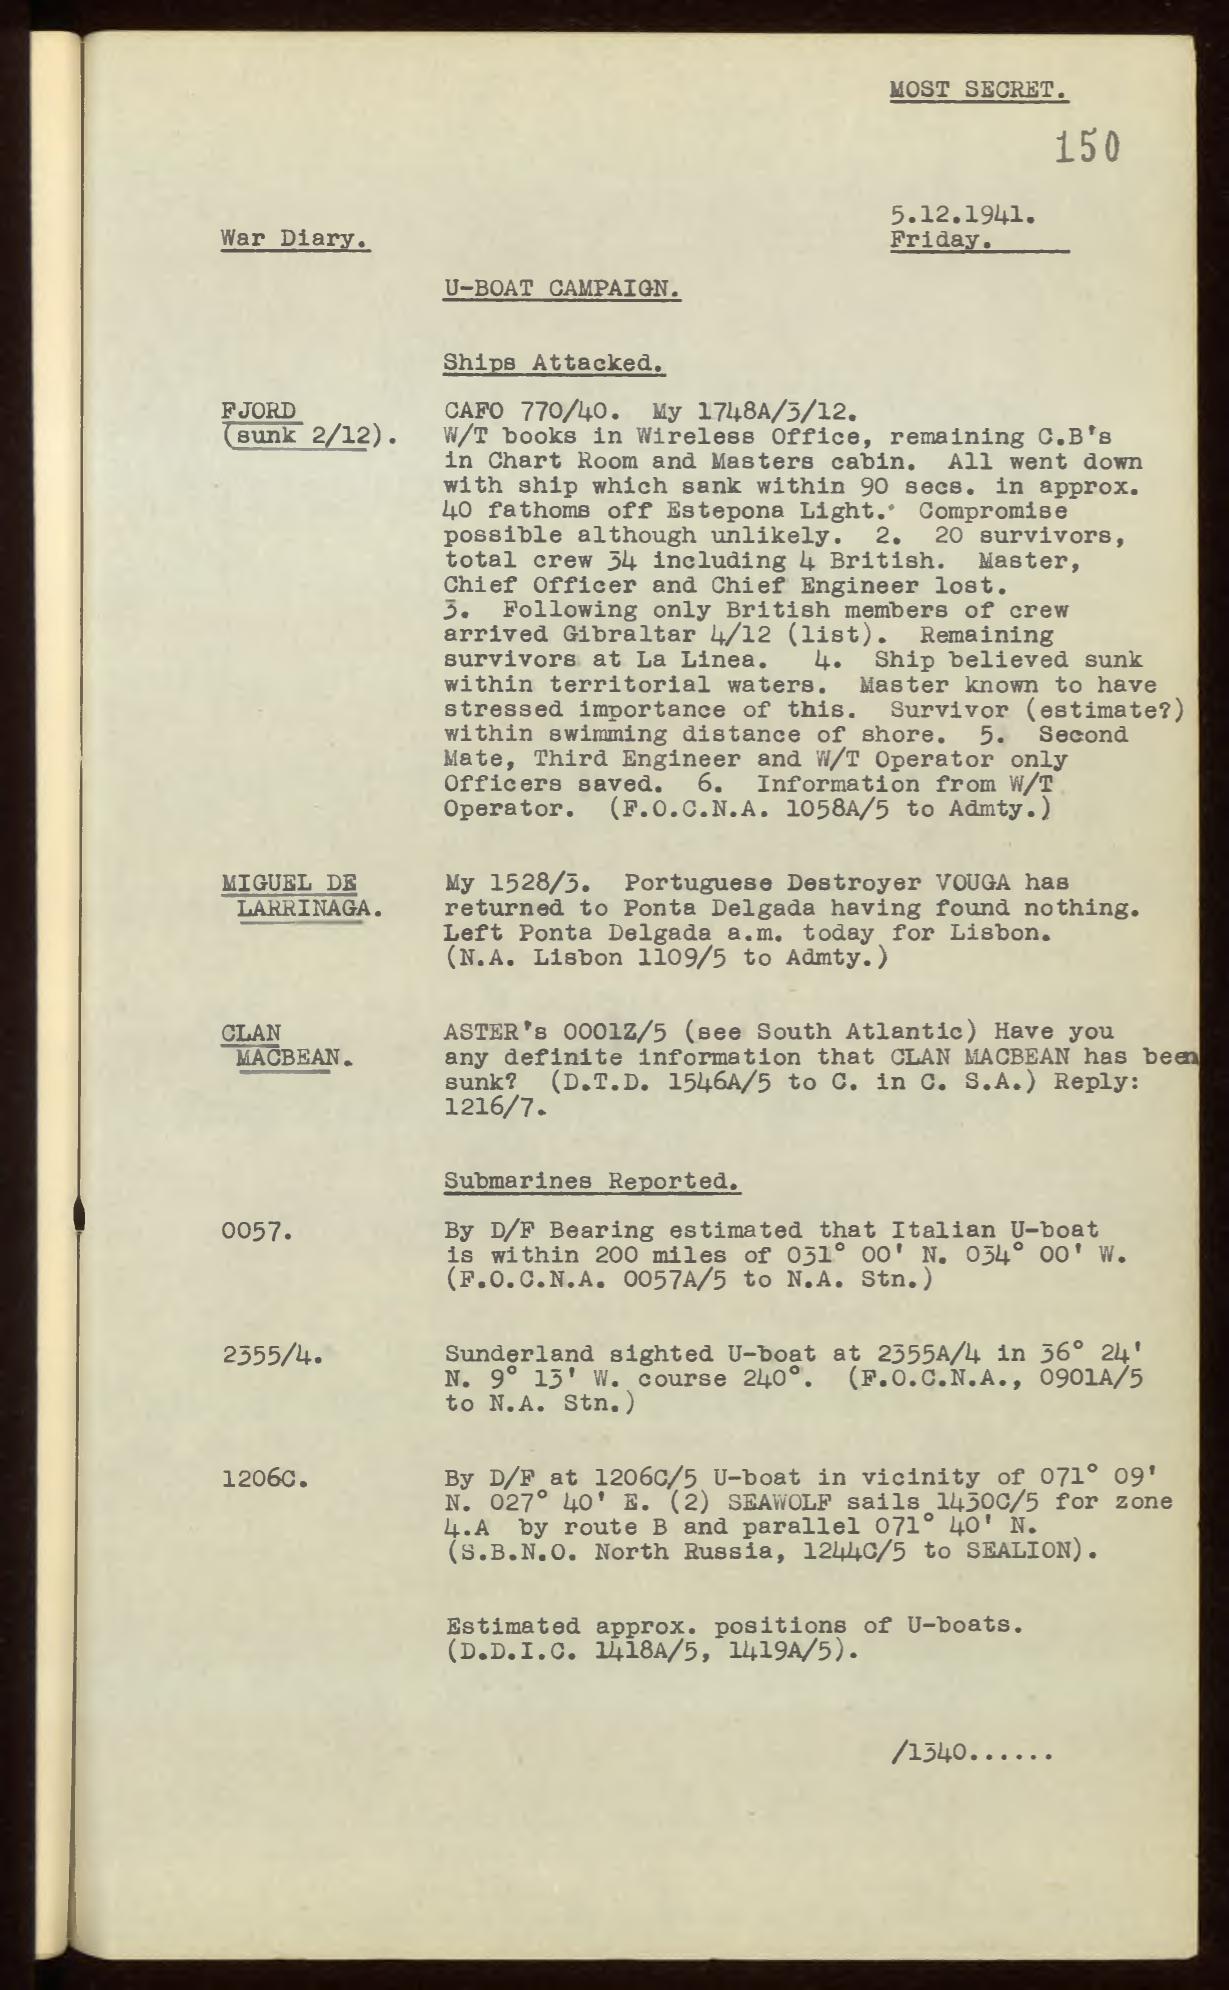 MOST SECRET.
150
5.12.1941.
War Diary.
Friday.
U-BOAT CAMPAIGN.
Ships Attacked.
FJORD
(sunk 2/12).
CAFO 770/40. My 1748A/3/12.
W/T books in Wireless Office, remaining C.B's
in Chart Room and Masters cabin. All went down
with ship which sank within 90 secs. in approx.
40 fathoms off Estepona Light. Compromise
possible although unlikely. 2. 20 survivors,
total crew 34 including 4 British. Master,
Chief Officer and Chief Engineer lost.
3. Following only British members of crew
arrived Gibraltar 4/12 (list). Remaining
survivors at La Linea. 4. Ship believed sunk
within territorial waters. Master known to have
stressed importance of this. Survivor (estimate?)
within swimming distance of shore. 5. Second
Mate, Third Engineer and W/T Operator only
Officers saved. 6. Information from W/T
Operator. (F.O.C.N.A. 1058A/5 to Admty.)
MIGUEL DE
LARRINAGA.
My 1528/3. Portuguese Destroyer VOUGA has
returned to Ponta Delgada having found nothing.
Left Ponta Delgada a.m. today for Lisbon.
(N.A. Lisbon 1109/5 to Admty.)
CLAN
MACBEAN.
ASTER's 0001Z/5 (see South Atlantic) Have you
any definite information that CLAN MACBEAN has been
sunk? (D.T.D. 1546A/5 to C. in C. S.A.) Reply:
1216/7.
Submarines Reported.
0057.
By D/F Bearing estimated that Italian U-boat
is within 200 miles of 031° 00' N. 034° 00' W.
(F.O.C.N.A. 0057A/5 to N.A. Stn.)
2355/4.
Sunderland sighted U-boat at 2355A/4 in 36° 24'
N. 9° 13' W. course 240°. (F.O.C.N.A., 0901A/5
to N.A. Stn.)
1206C.
By D/F at 1206C/5 U-boat in vicinity of 071° 09'
N. 027° 40' E. (2) SEAWOLF sails 1430C/5 for zone
4.A by route B and parallel 071° 40' N.
(S.B.N.O. North Russia, 1244C/5 to SEALION).
Estimated approx. positions of U-boats.
(D.D.I.C. 1418A/5, 1419A/5).
/1340......